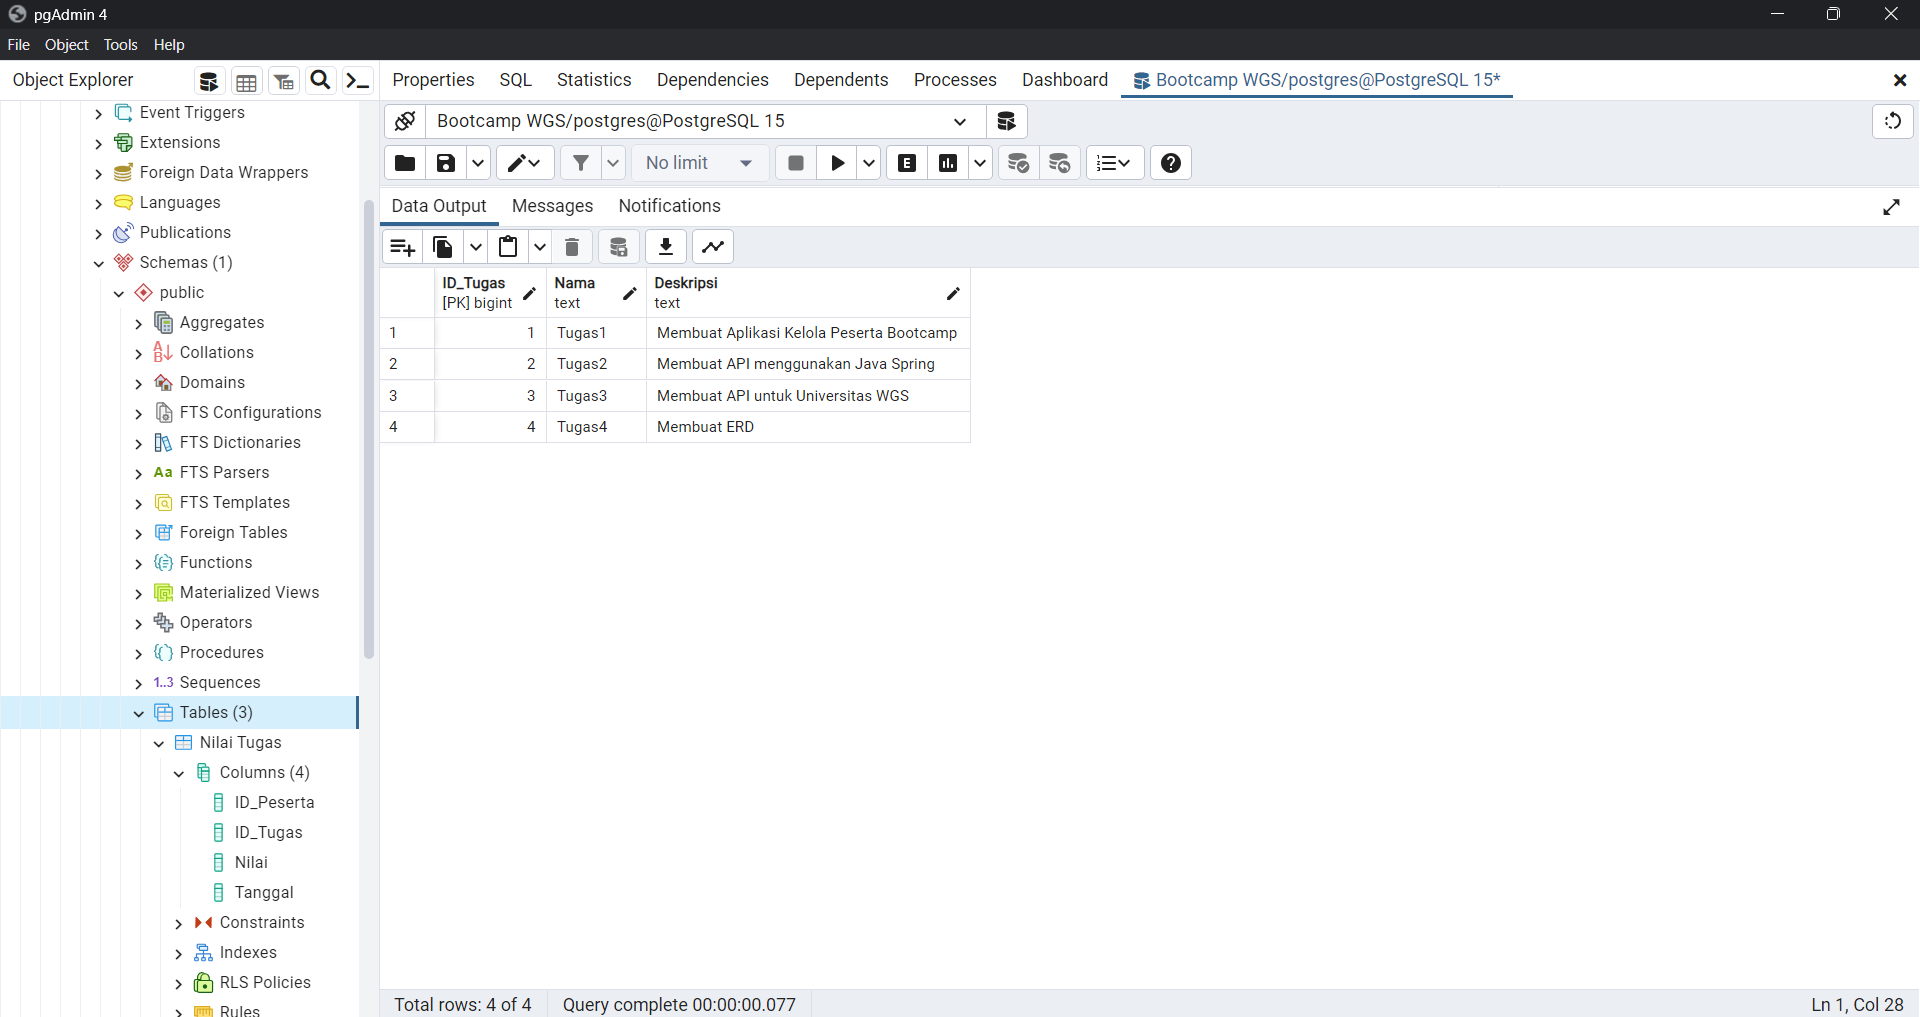 pgAdmin 4
File Object Tools Help
Object Explorer
Properties SQL Statistics Dependencies Dependents Processes Dashboard Bootcamp WGS/postgres@PostgreSQL 15*
Bootcamp WGS/postgres@PostgreSQL 15
No limit
E
Data Output Messages Notifications
ID_Tugas Nama Deskripsi
[PK] bigint text text
1 1 Tugas1 Membuat Aplikasi Kelola Peserta Bootcamp
2 2 Tugas2 Membuat API menggunakan Java Spring
3 3 Tugas3 Membuat API untuk Universitas WGS
4 4 Tugas4 Membuat ERD
Event Triggers
Extensions
Foreign Data Wrappers
Languages
Publications
Schemas (1)
public
Aggregates
Collations
Domains
FTS Configurations
FTS Dictionaries
Aa FTS Parsers
FTS Templates
Foreign Tables
Functions
Materialized Views
Operators
Procedures
1..3 Sequences
Tables (3)
Nilai Tugas
Columns (4)
ID_Peserta
ID_Tugas
Nilai
Tanggal
Constraints
Indexes
RLS Policies
Rules
Total rows: 4 of 4 Query complete 00:00:00.077 Ln 1, Col 28